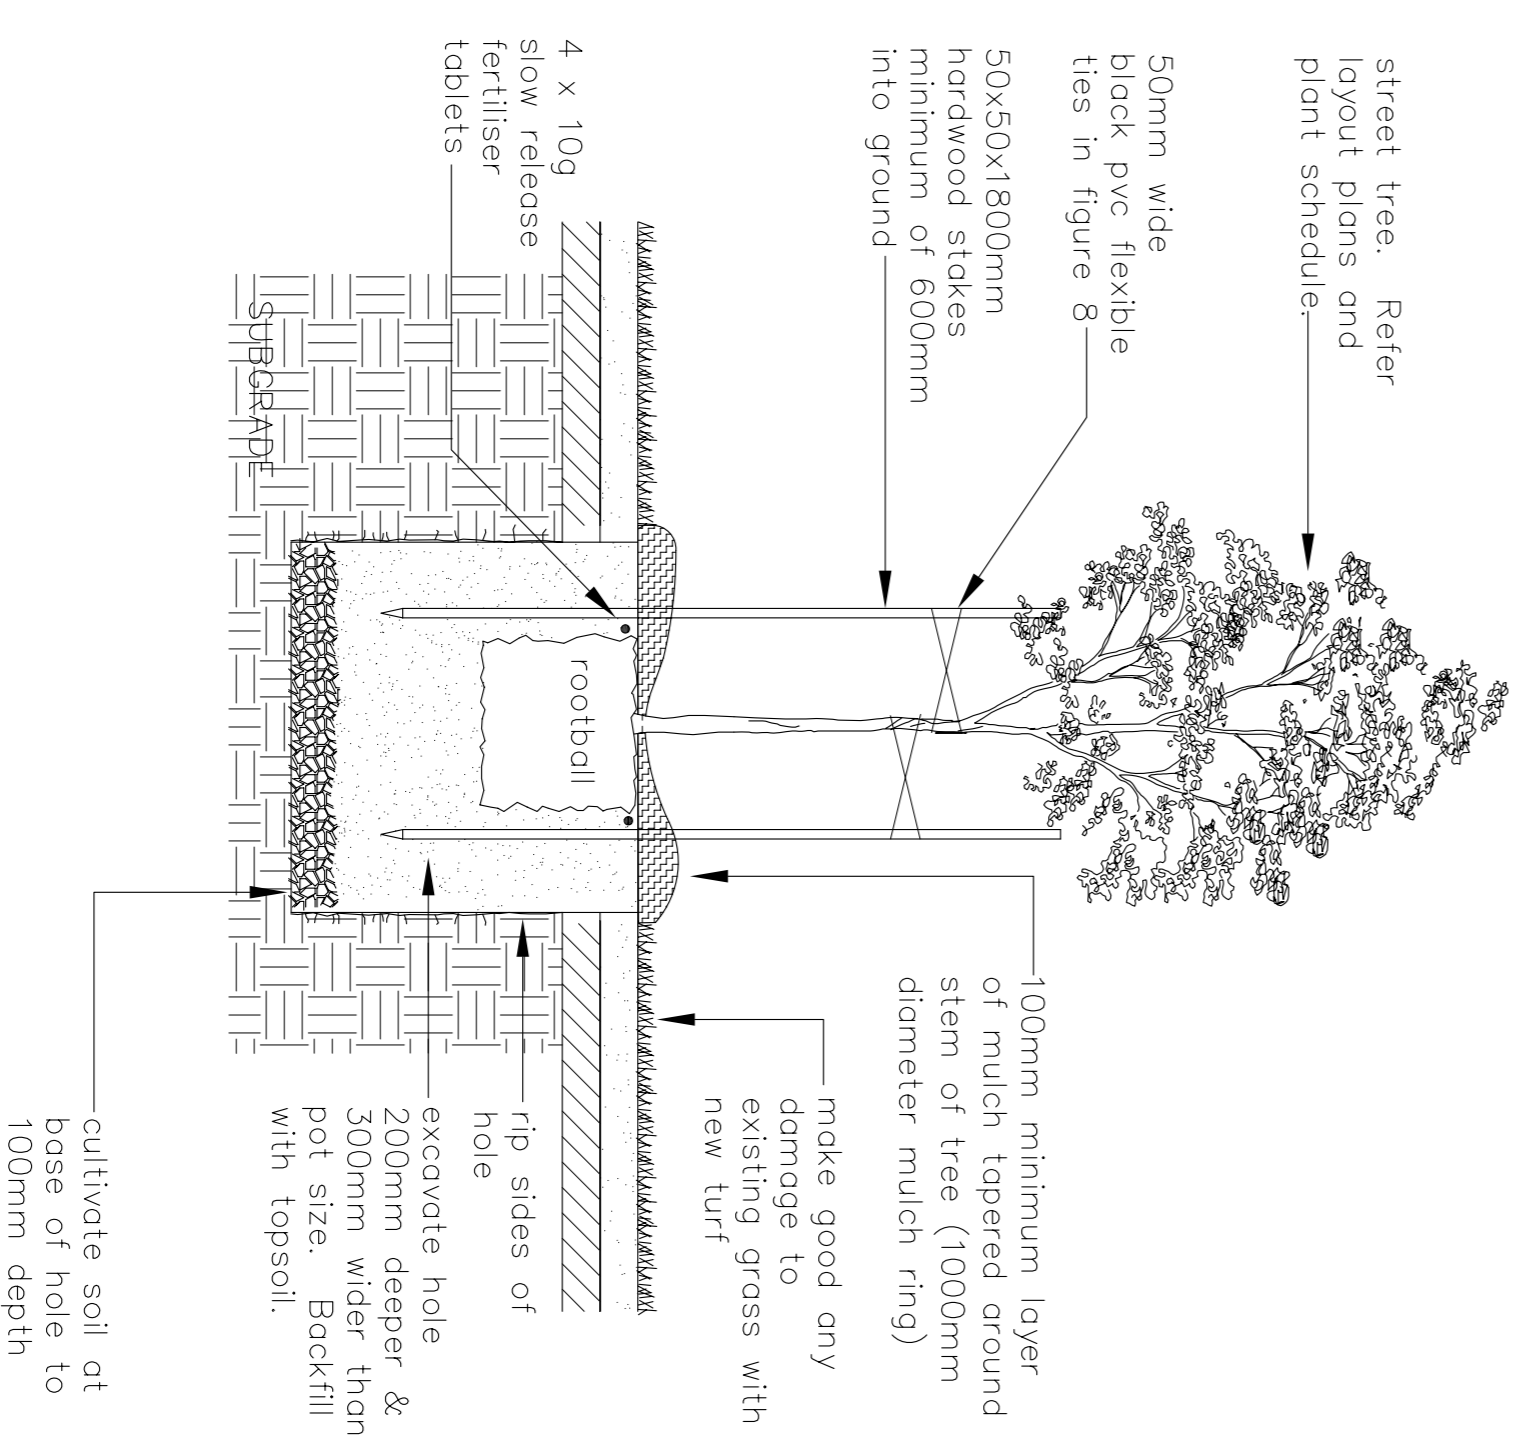 street tree. Refer
layout plans and
plant schedule.
50mm wide
black pvc flexible
ties in figure 8
50x50x1800mm
hardwood stakes
minimum of 600mm
into ground
4 x 10g
slow release
fertiliser
tablets
SUBGRADE
rootball
100mm minimum layer
of mulch tapered around
stem of tree (1000mm
diameter mulch ring)
make good any
damage to
existing grass with
new turf
rip sides of
hole
excavate hole
200mm deeper &
300mm wider than
pot size. Backfill
with topsoil.
cultivate soil at
base of hole to
100mm depth